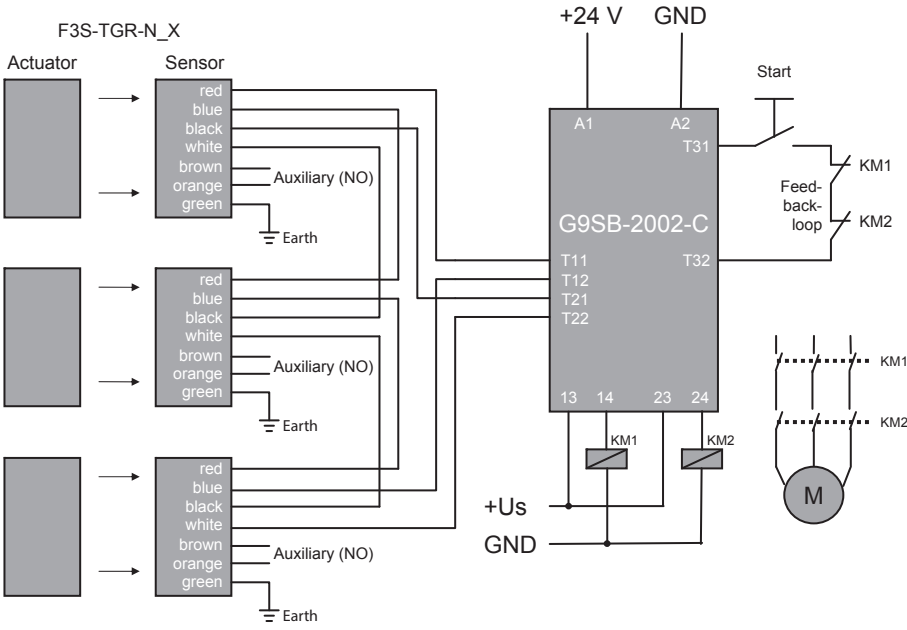 F3S-TGR-N_X
Actuator
Sensor
red
blue
black
white
brown
orange
green
Auxiliary (NO)
Earth
red
blue
black
white
brown
orange
green
Auxiliary (NO)
Earth
red
blue
black
white
brown
orange
green
Auxiliary (NO)
Earth
+24 V
GND
A1
A2
T31
G9SB-2002-C
T11
T12
T21
T22
T32
13
14
23
24
KM1
KM2
+Us
GND
Start
KM1
Feed-
back-
loop
KM2
KM1
KM2
M